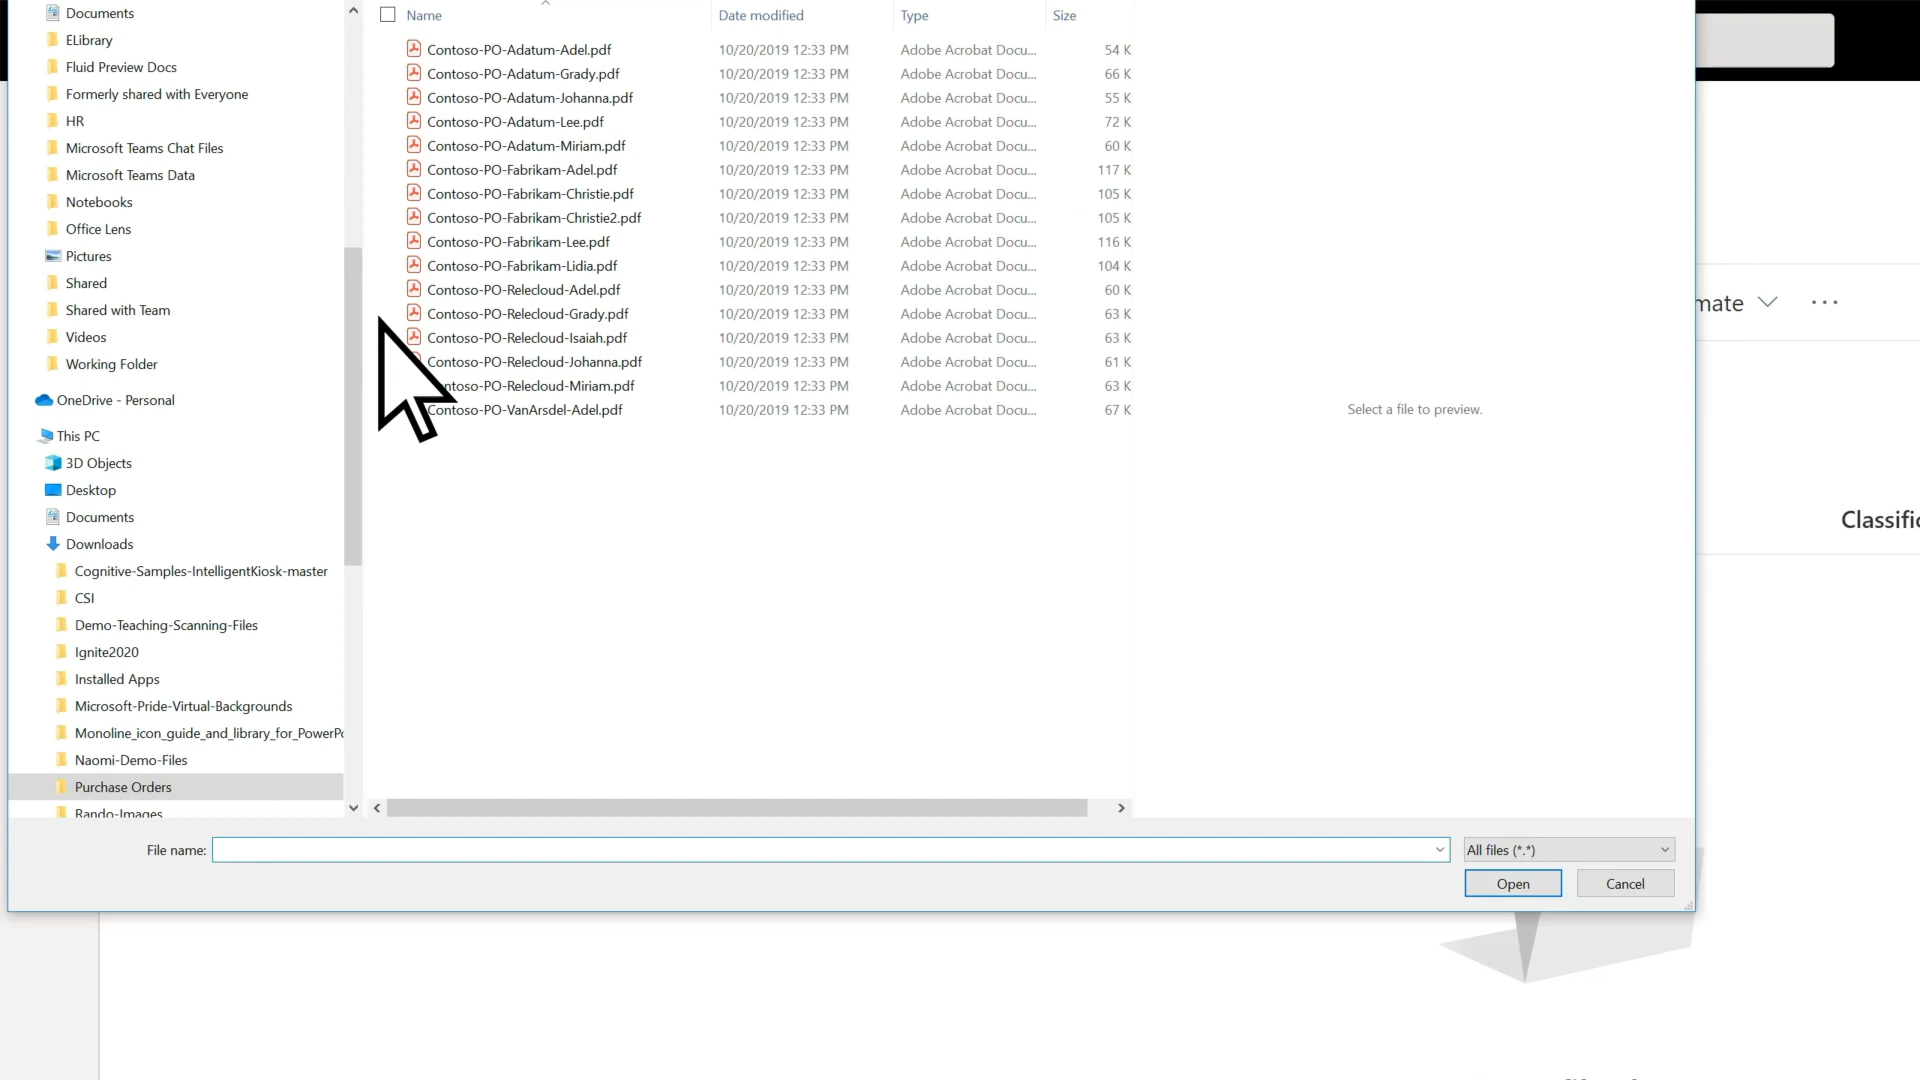 Documents
ELibrary
Fluid Preview Docs
Formerly shared with Everyone
HR
Microsoft Teams Chat Files
Microsoft Teams Data
Notebooks
Office Lens
Pictures
Shared
Shared with Team
Videos
Working Folder
OneDrive - Personal
This PC
3D Objects
Desktop
Documents
Downloads
Cognitive-Samples-IntelligentKiosk-master
CSI
Demo-Teaching-Scanning-Files
Ignite2020
Installed Apps
Microsoft-Pride-Virtual-Backgrounds
Monoline_icon_guide_and_library_for_PowerPo
Naomi-Demo-Files
Purchase Orders
Rando-Images
Name Date modified Type Size
Contoso-PO-Adatum-Adel.pdf 10/20/2019 12:33 PM Adobe Acrobat Docu... 54 K
Contoso-PO-Adatum-Grady.pdf 10/20/2019 12:33 PM Adobe Acrobat Docu... 66 K
Contoso-PO-Adatum-Johanna.pdf 10/20/2019 12:33 PM Adobe Acrobat Docu... 55 K
Contoso-PO-Adatum-Lee.pdf 10/20/2019 12:33 PM Adobe Acrobat Docu... 72 K
Contoso-PO-Adatum-Miriam.pdf 10/20/2019 12:33 PM Adobe Acrobat Docu... 60 K
Contoso-PO-Fabrikam-Adel.pdf 10/20/2019 12:33 PM Adobe Acrobat Docu... 117 K
Contoso-PO-Fabrikam-Christie.pdf 10/20/2019 12:33 PM Adobe Acrobat Docu... 105 K
Contoso-PO-Fabrikam-Christie2.pdf 10/20/2019 12:33 PM Adobe Acrobat Docu... 105 K
Contoso-PO-Fabrikam-Lee.pdf 10/20/2019 12:33 PM Adobe Acrobat Docu... 116 K
Contoso-PO-Fabrikam-Lidia.pdf 10/20/2019 12:33 PM Adobe Acrobat Docu... 104 K
Contoso-PO-Relecloud-Adel.pdf 10/20/2019 12:33 PM Adobe Acrobat Docu... 60 K
Contoso-PO-Relecloud-Grady.pdf 10/20/2019 12:33 PM Adobe Acrobat Docu... 63 K
Contoso-PO-Relecloud-Isaiah.pdf 10/20/2019 12:33 PM Adobe Acrobat Docu... 63 K
Contoso-PO-Relecloud-Johanna.pdf 10/20/2019 12:33 PM Adobe Acrobat Docu... 61 K
ntoso-PO-Relecloud-Miriam.pdf 10/20/2019 12:33 PM Adobe Acrobat Docu... 63 K
Contoso-PO-VanArsdel-Adel.pdf 10/20/2019 12:33 PM Adobe Acrobat Docu... 67 K
Select a file to preview.
mate ...
Classific
File name: All files (*.*)
Open Cancel